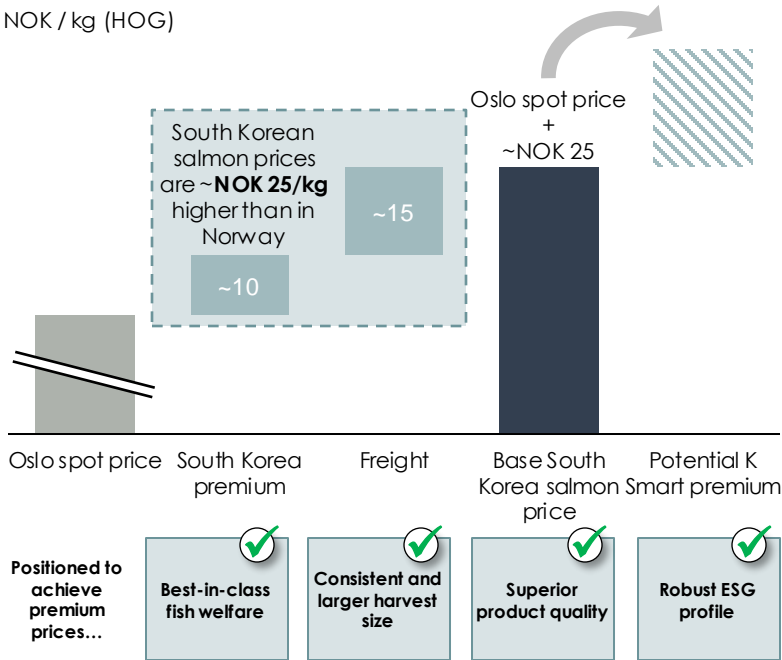 NOK / kg (HOG)
Oslo spot price
+
~NOK 25
South Korean
salmon prices
are ~NOK 25/kg
higher than in
Norway
~15
~10
Oslo spot price
South Korea
premium
Freight
Base South
Korea salmon
price
Potential K
Smart premium
Positioned to
achieve
premium
prices…
Best-in-class
fish welfare
Consistent and
larger harvest
size
Superior
product quality
Robust ESG
profile